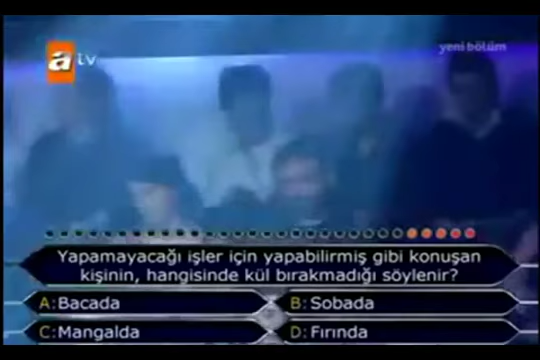 atv
yeni bölüm
Yapamayacağı işler için yapabilirmiş gibi konuşan
kişinin, hangisinde kül bırakmadığı söylenir?
A: Bacada
B: Sobada
C: Mangalda
D: Fırında